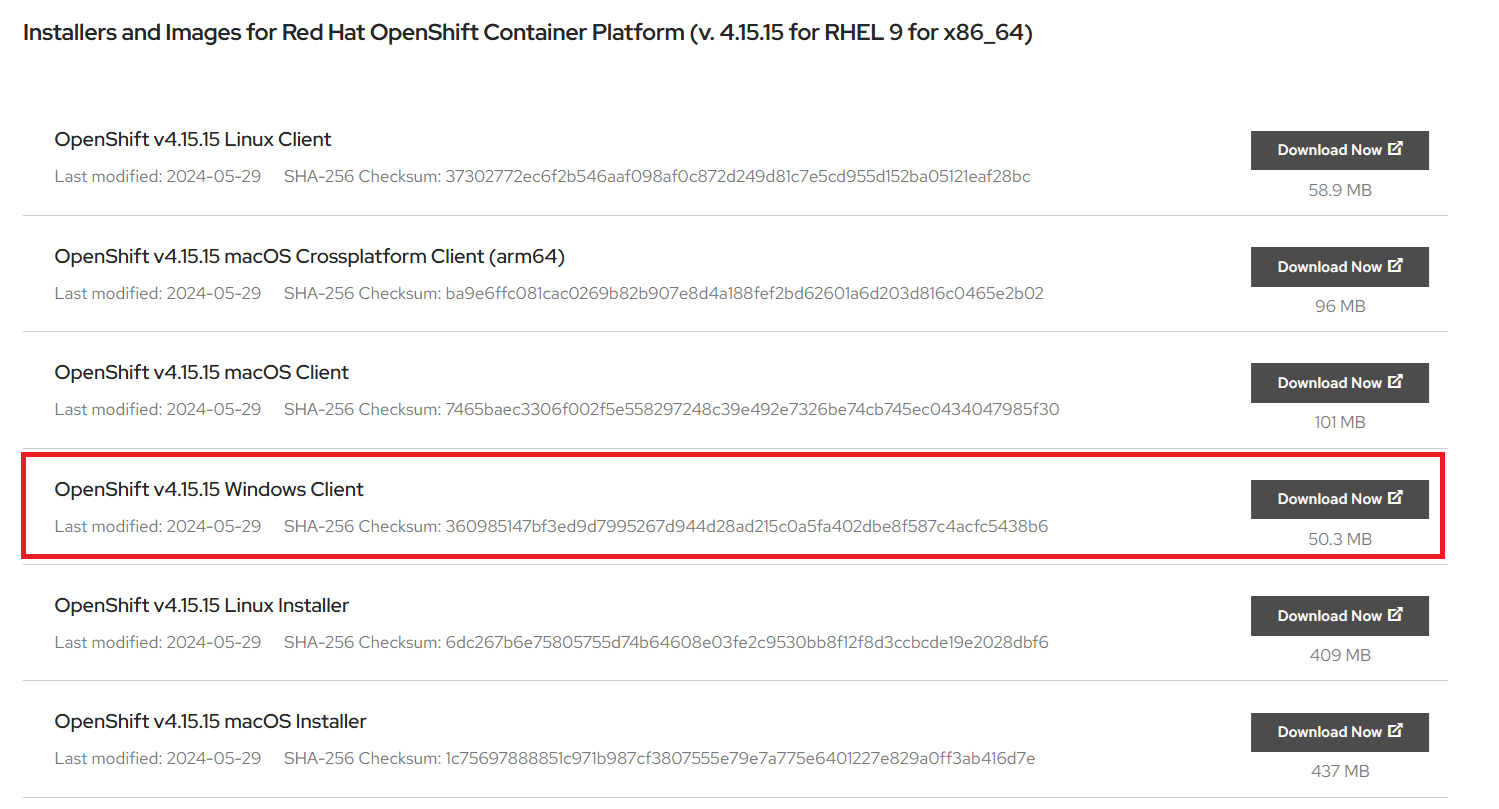 Installers and Images for Red Hat OpenShift Container Platform (v. 4.15.15 for RHEL 9 for x86_64)
OpenShift v4.15.15 Linux Client
Download Now
Last modified: 2024-05-29 SHA-256 Checksum: 37302772ec6f2b546aaf098af0c872d249d81c7e5cd955d152ba05121eaf28bc
58.9 MB
OpenShift v4.15.15 macOS Crossplatform Client (arm64)
Download Now
Last modified: 2024-05-29 SHA-256 Checksum: ba9e6ffc081cac0269b82b907e8d4a188fef2bd62601a6d203d816c0465e2b02
96 MB
OpenShift v4.15.15 macOS Client
Download Now
Last modified: 2024-05-29 SHA-256 Checksum: 7465baec3306f002f5e558297248c39e492e7326be74cb745ec0434047985f30
101 MB
OpenShift v4.15.15 Windows Client
Download Now
Last modified: 2024-05-29 SHA-256 Checksum: 360985147bf3ed9d7995267d944d28ad215c0a5fa402dbe8f587c4acfc5438b6
50.3 MB
OpenShift v4.15.15 Linux Installer
Download Now
Last modified: 2024-05-29 SHA-256 Checksum: 6dc267b6e75805755d74b64608e03fe2c9530bb8f12f8d3ccbcde19e2028dbf6
409 MB
OpenShift v4.15.15 macOS Installer
Download Now
Last modified: 2024-05-29 SHA-256 Checksum: 1c75697888851c971b987cf3807555e79e7a775e6401227e829a0ff3ab416d7e
437 MB